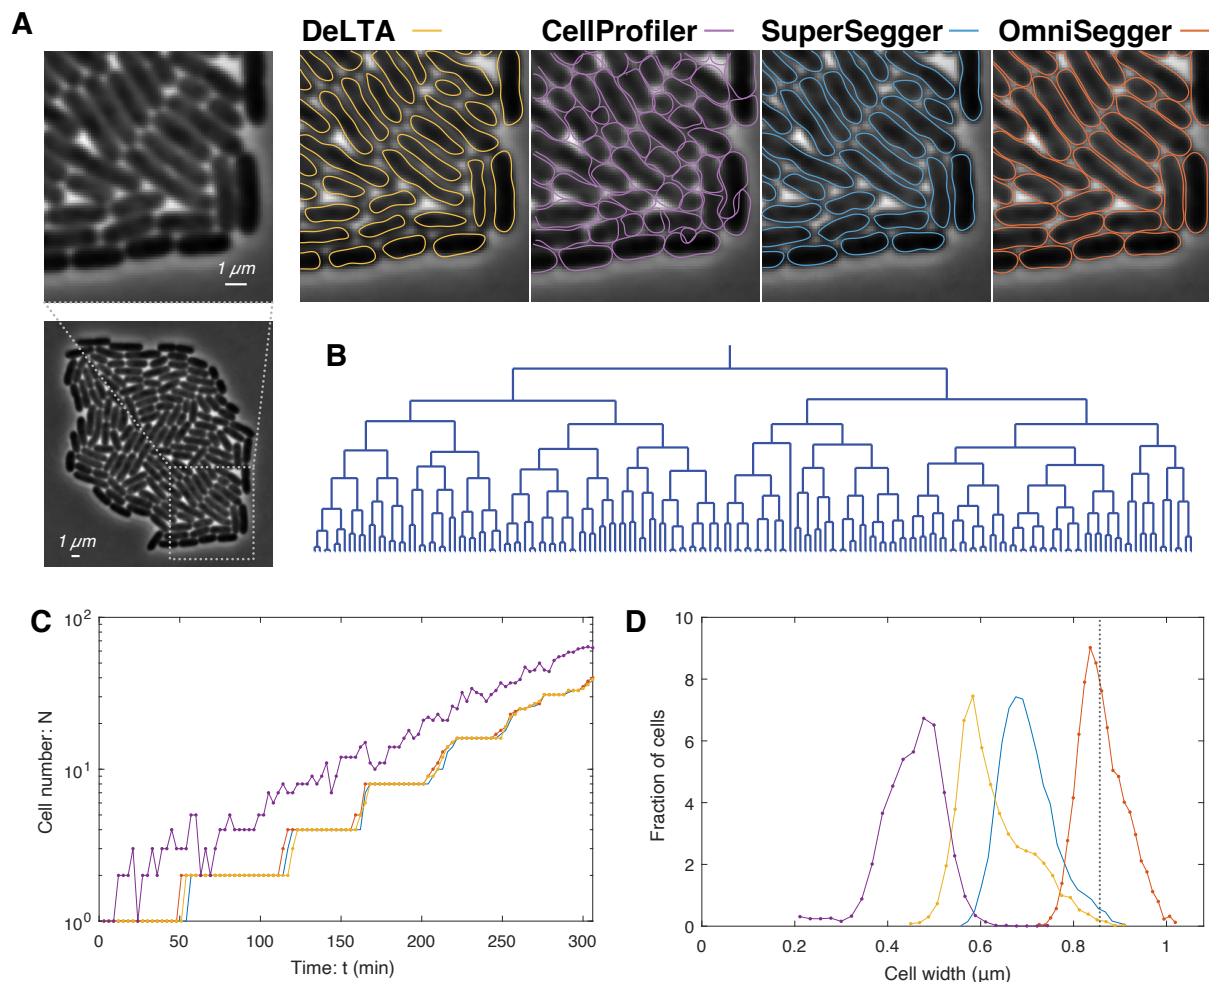 A
DeLTA
CellProfiler
SuperSegger
OmniSegger
1 µm
1 µm
B
C
10²
10¹
10⁰
Cell number: N
0 50 100 150 200 250 300
Time: t (min)
D
10
8
6
4
2
0
Fraction of cells
0 0.2 0.4 0.6 0.8 1
Cell width (µm)